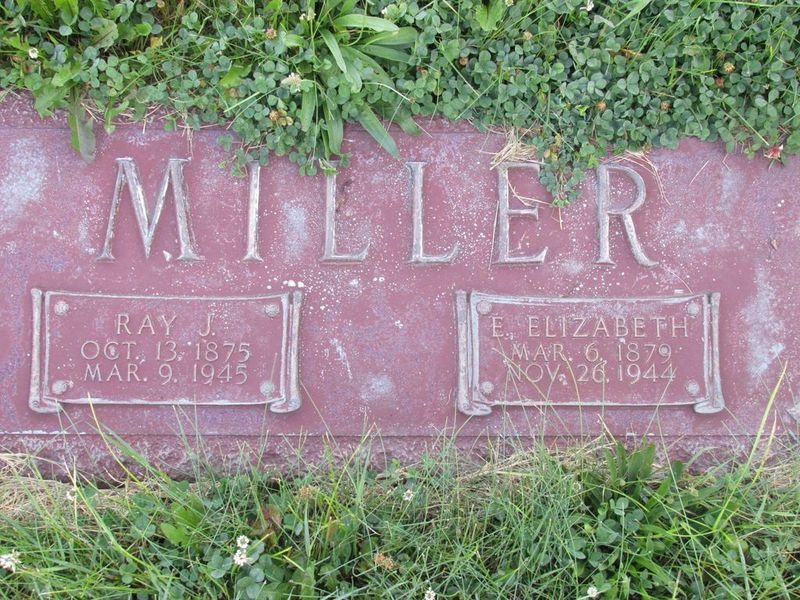 MILLER
RAY J.
OCT. 13, 1875
MAR. 9, 1945
E. ELIZABETH
MAR. 6, 1879
NOV. 26, 1944